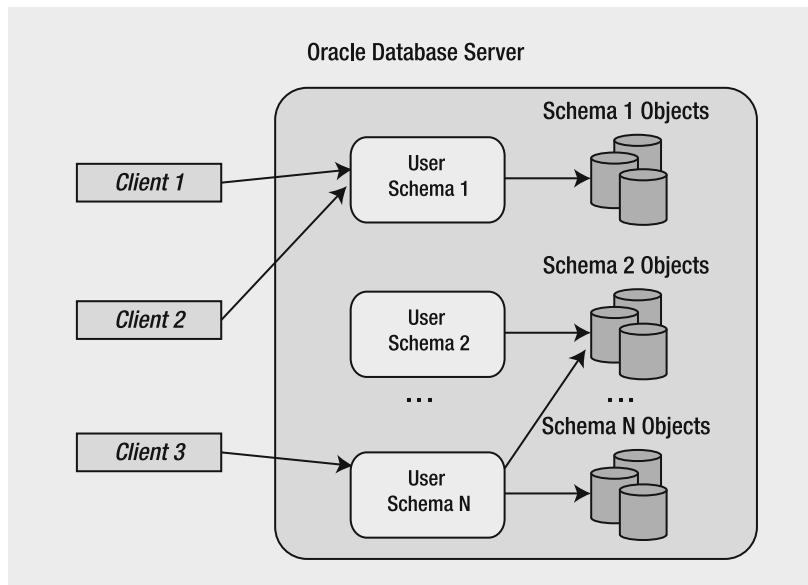 Oracle Database Server
Schema 1 Objects
Client 1
User
Schema 1
Schema 2 Objects
Client 2
User
Schema 2
...
...
Schema N Objects
Client 3
User
Schema N